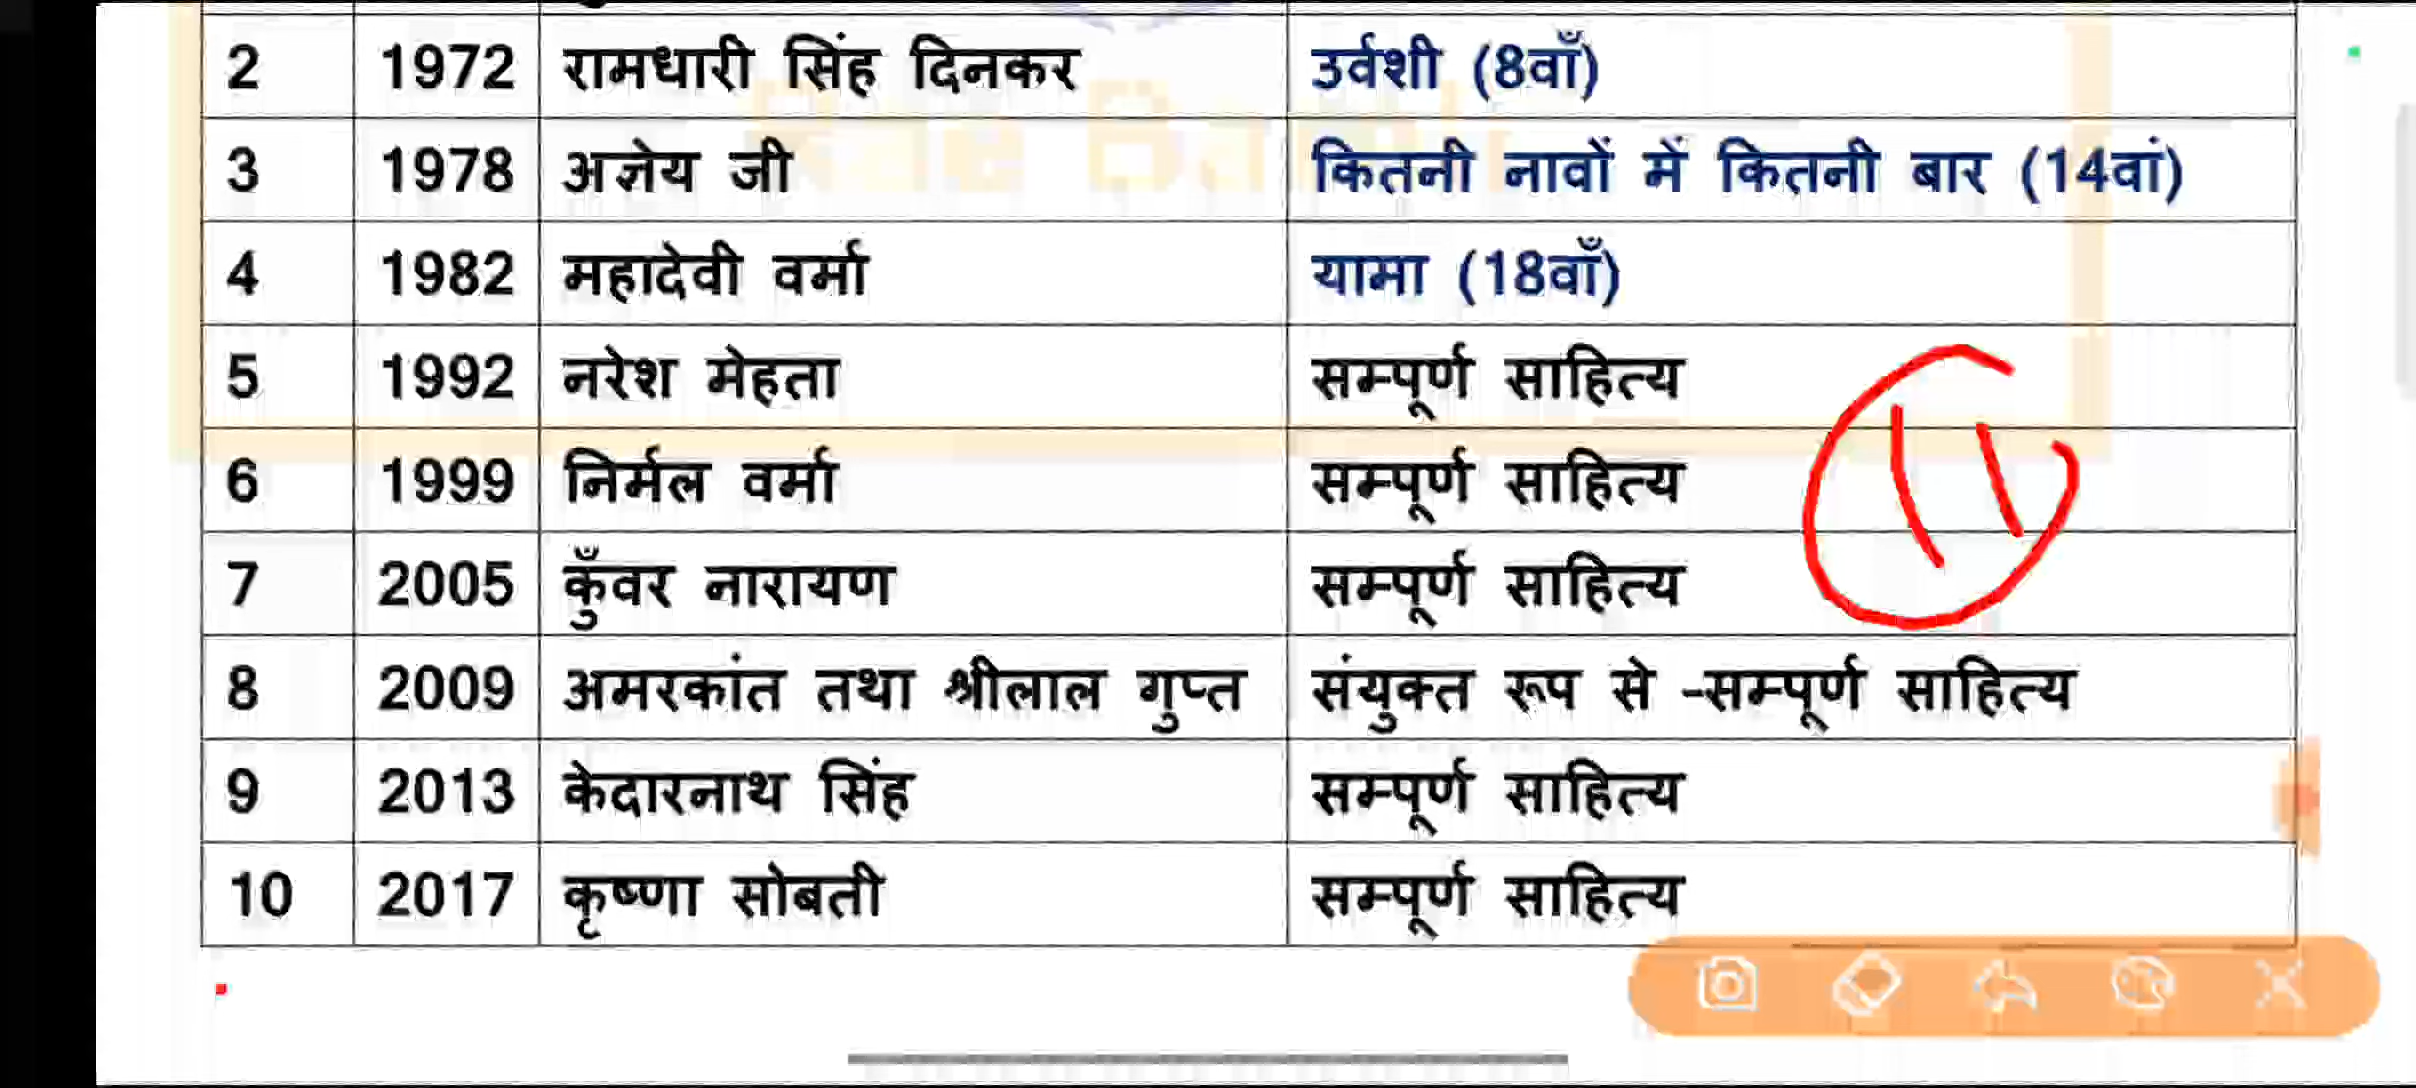 2 1972 रामधारी सिंह दिनकर उर्वशी (8वाँ)
3 1978 अज्ञेय जी कितनी नावों में कितनी बार (14वां)
4 1982 महादेवी वर्मा यामा (18वाँ)
5 1992 नरेश मेहता सम्पूर्ण साहित्य
6 1999 निर्मल वर्मा सम्पूर्ण साहित्य
11
7 2005 कुँवर नारायण सम्पूर्ण साहित्य
8 2009 अमरकांत तथा श्रीलाल गुप्त संयुक्त रूप से -सम्पूर्ण साहित्य
9 2013 केदारनाथ सिंह सम्पूर्ण साहित्य
10 2017 कृष्णा सोबती सम्पूर्ण साहित्य